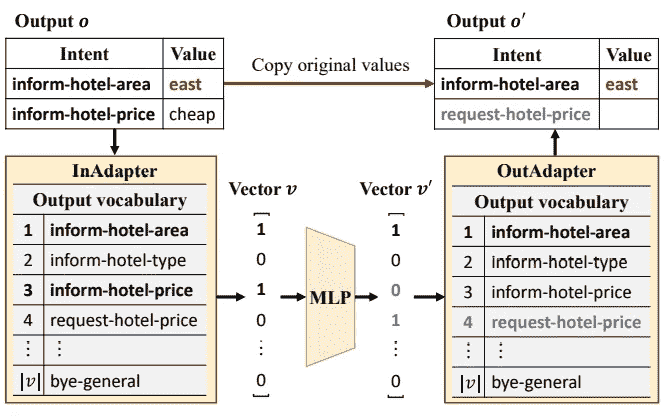 Output o
Intent Value
inform-hotel-area east
inform-hotel-price cheap
Copy original values
Output o′
Intent Value
inform-hotel-area east
request-hotel-price
InAdapter
Output vocabulary
1 inform-hotel-area
2 inform-hotel-type
3 inform-hotel-price
4 request-hotel-price
⋮ ⋮
|v| bye-general
Vector v
1
0
1
0
⋮
0
MLP
Vector v′
1
0
0
1
⋮
0
OutAdapter
Output vocabulary
1 inform-hotel-area
2 inform-hotel-type
3 inform-hotel-price
4 request-hotel-price
⋮ ⋮
|v| bye-general